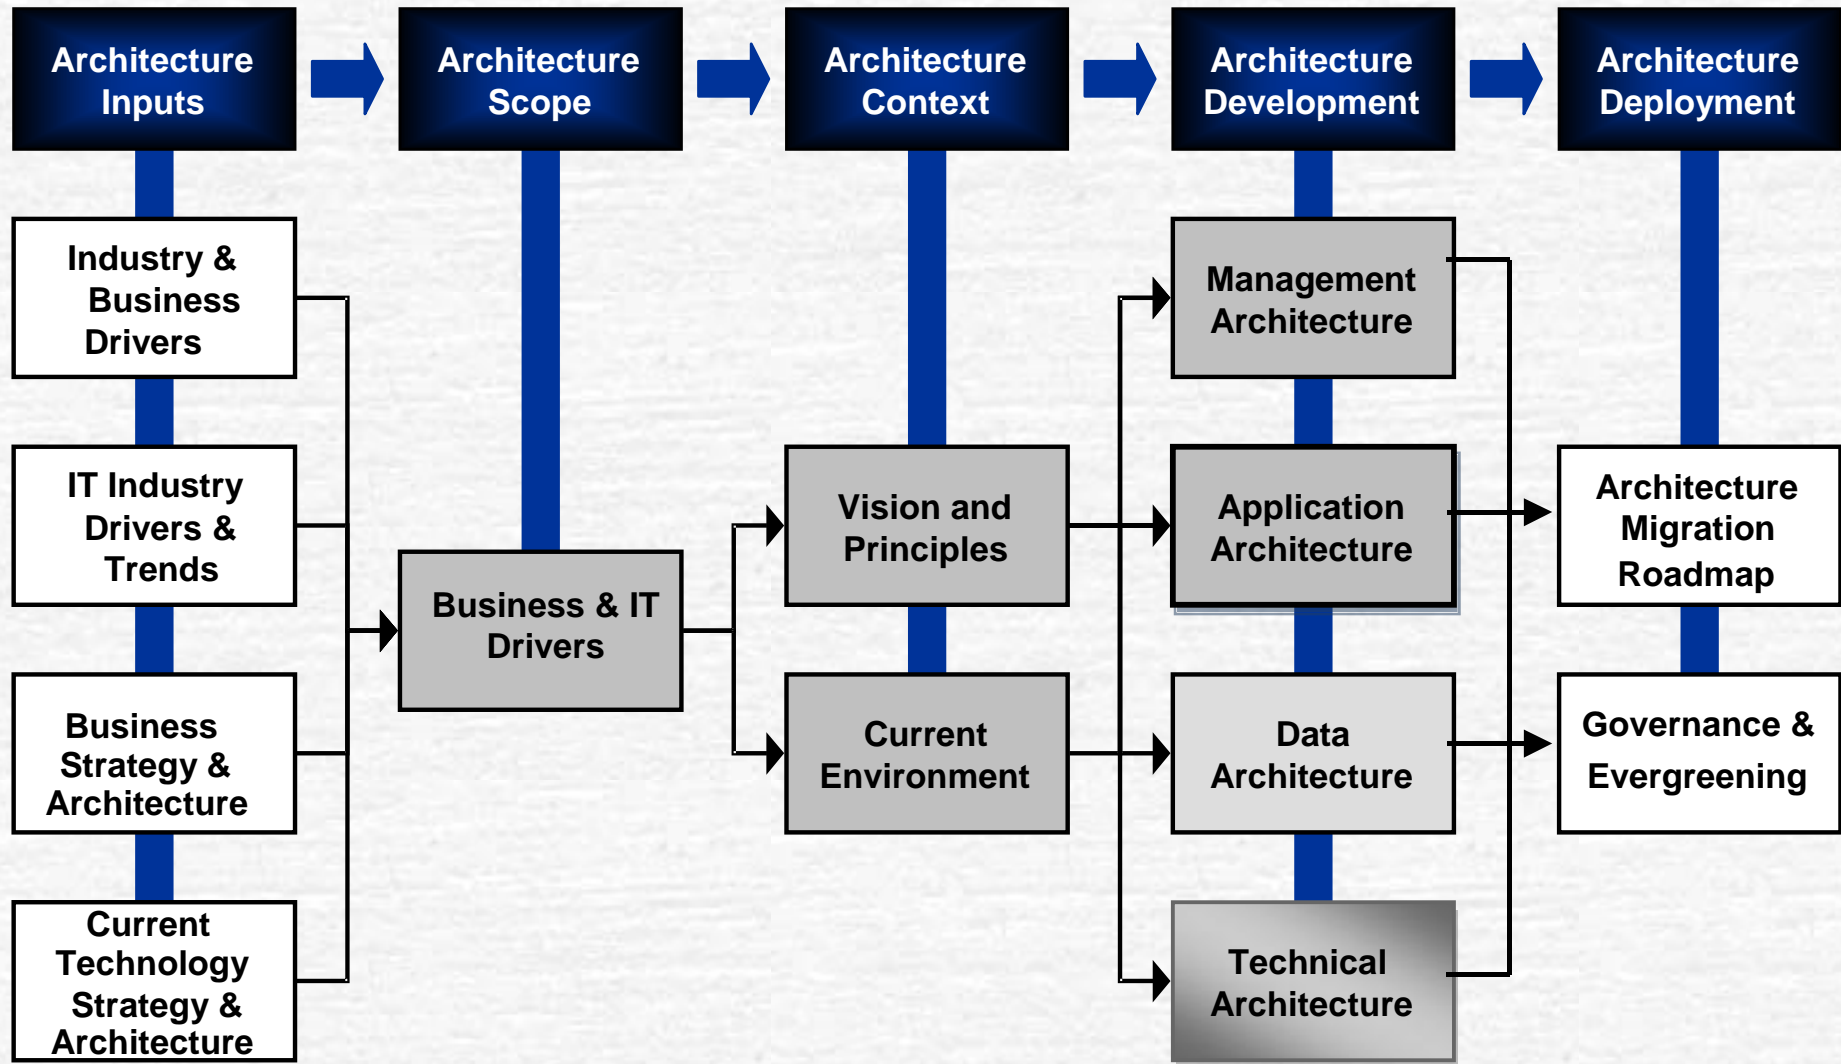 Architecture
Inputs
Architecture
Scope
Architecture
Context
Architecture
Development
Architecture
Deployment
Industry &
Business
Drivers
IT Industry
Drivers &
Trends
Business
Strategy &
Architecture
Current
Technology
Strategy &
Architecture
Business & IT
Drivers
Vision and
Principles
Current
Environment
Management
Architecture
Application
Architecture
Data
Architecture
Technical
Architecture
Architecture
Migration
Roadmap
Governance &
Evergreening